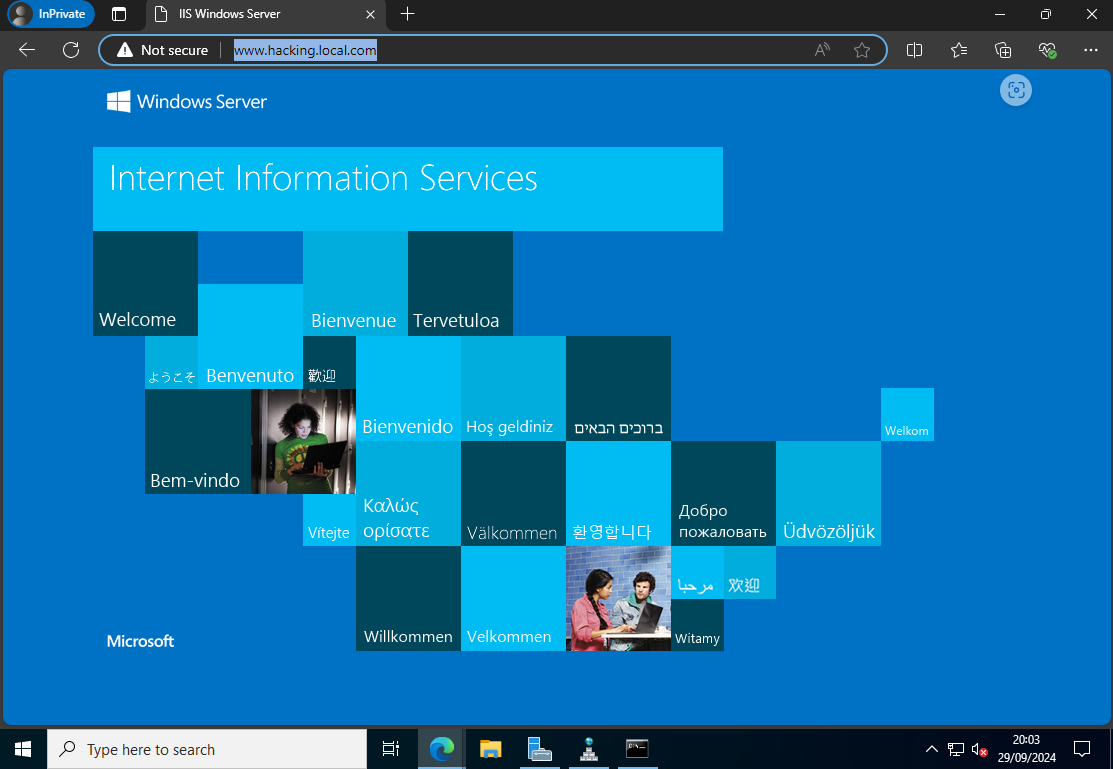 InPrivate
IIS Windows Server
Not secure
www.hacking.local.com
Windows Server
Internet Information Services
Welcome
Bienvenue
Tervetuloa
ようこそ
Benvenuto
歡迎
Bienvenido
Hoş geldiniz
ברוכים הבאים
Welkom
Bem-vindo
Vítejte
Καλώς
ορίσατε
Välkommen
환영합니다
Добро
пожаловать
Üdvözöljük
Willkommen
Velkommen
مرحبا
欢迎
Witamy
Microsoft
Type here to search
20:03
29/09/2024